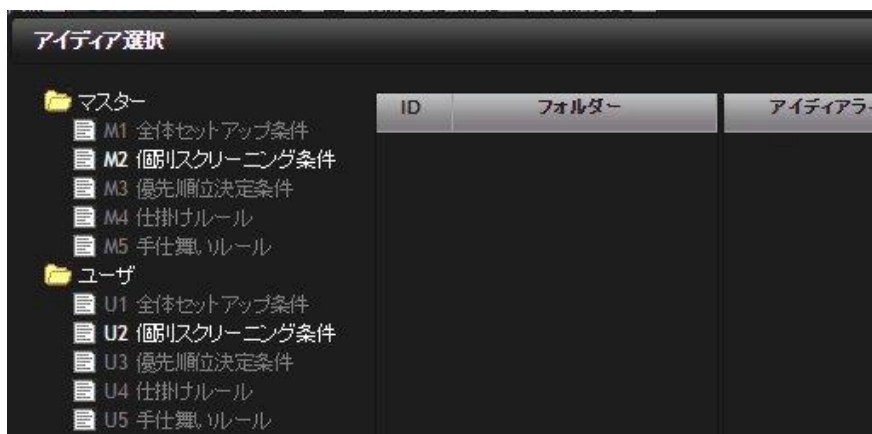 アイディア選択
マスター
ID フォルダー アイディアラ
M1 全体セットアップ条件
M2 個別スクリーニング条件
M3 優先順位決定条件
M4 仕掛けルール
M5 手仕舞いルール
ユーザ
U1 全体セットアップ条件
U2 個別スクリーニング条件
U3 優先順位決定条件
U4 仕掛けルール
U5 手仕舞いルール